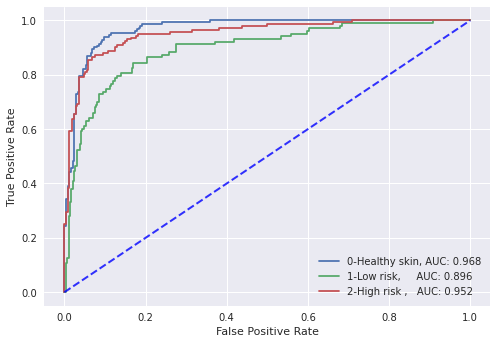 1.0
0.8
0.6
0.4
0.2
0.0
True Positive Rate
0-Healthy skin, AUC: 0.968
1-Low risk,     AUC: 0.896
2-High risk ,   AUC: 0.952
0.0 0.2 0.4 0.6 0.8 1.0
False Positive Rate